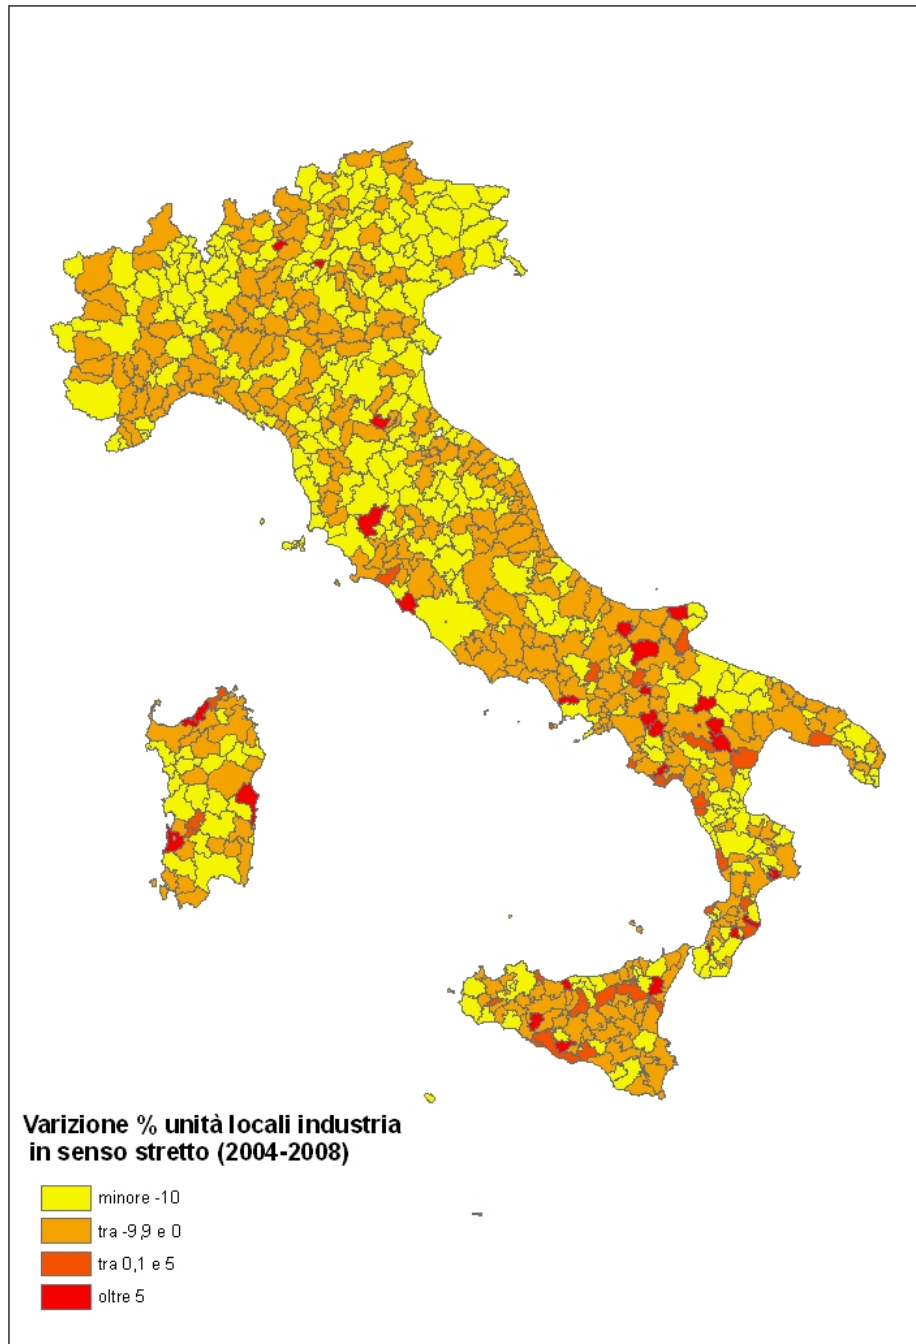 Varizione % unità locali industria
in senso stretto (2004-2008)
minore -10
tra -9,9 e 0
tra 0,1 e 5
oltre 5